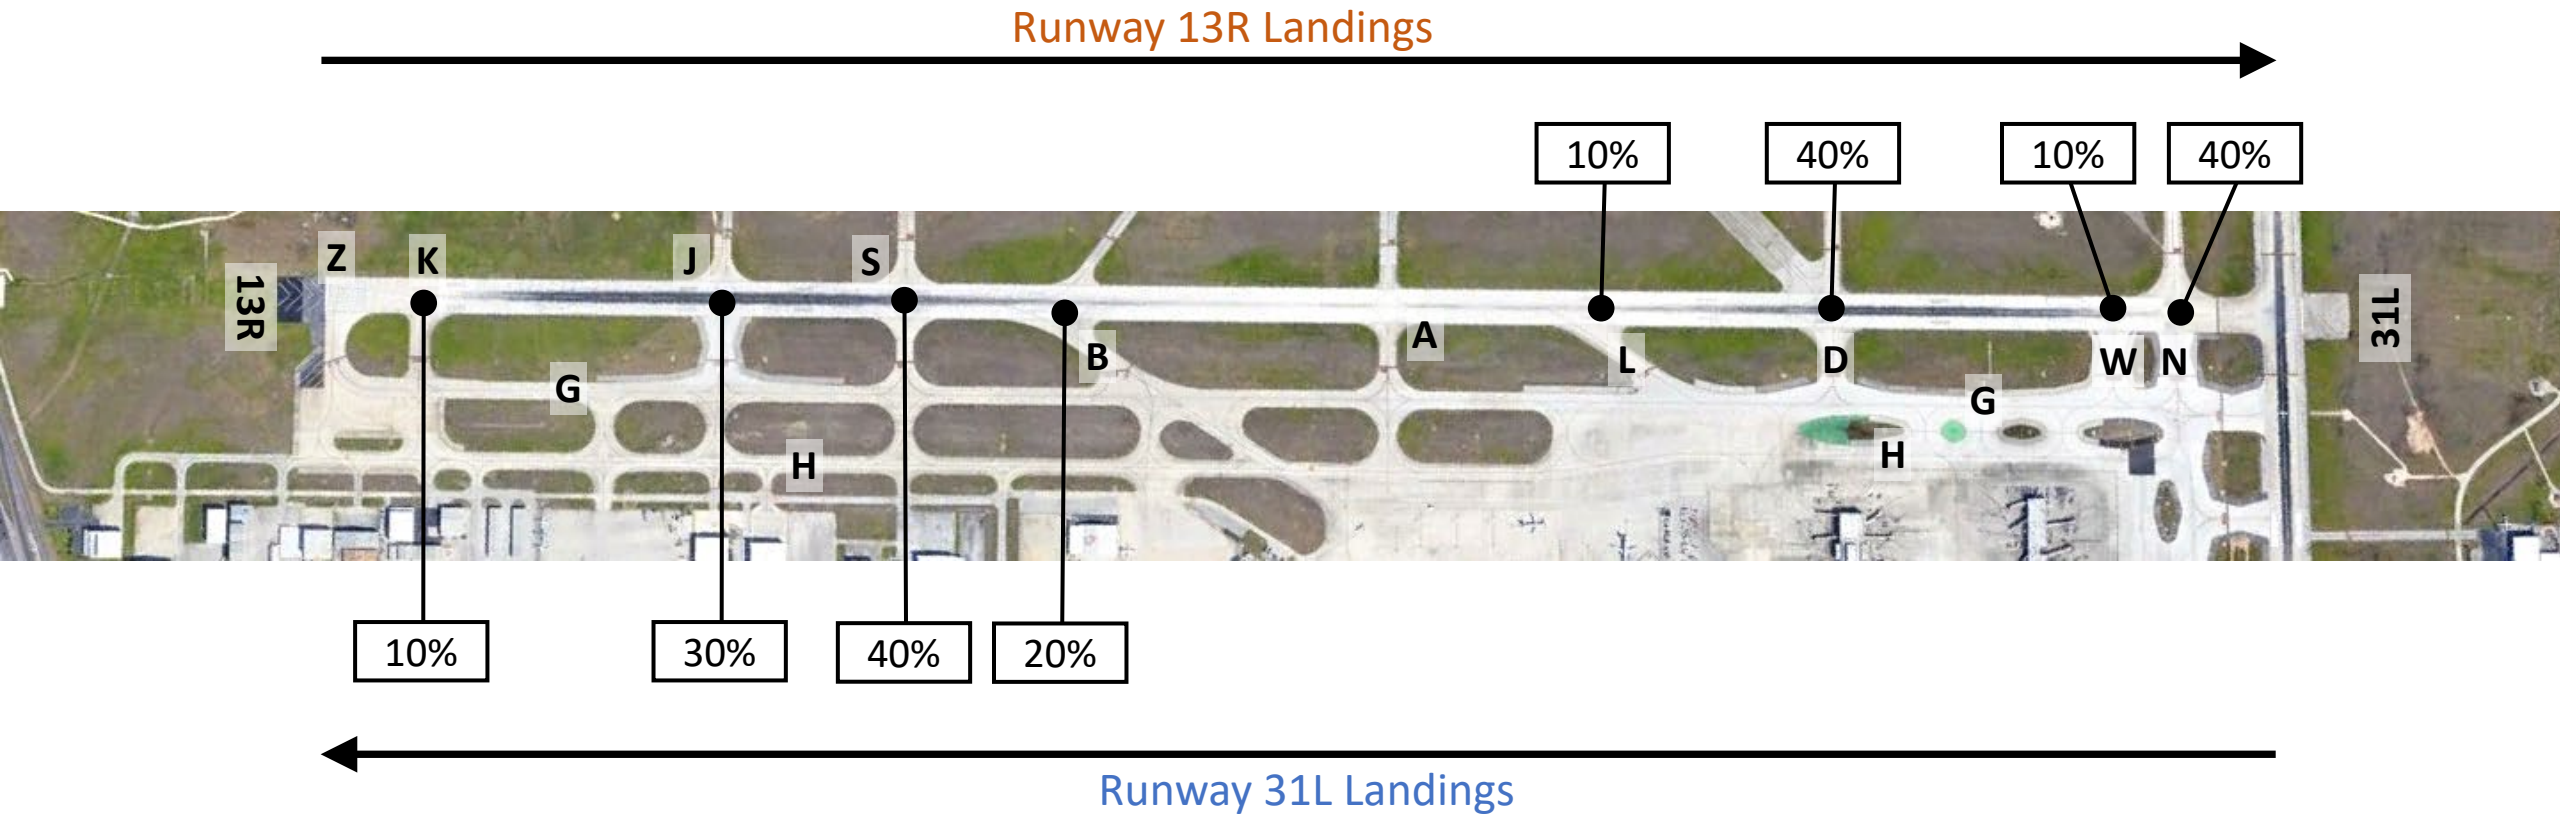 Runway 13R Landings
10%
40%
10%
40%
Z
K
J
S
13R
31L
A
B
L
D
W
N
G
G
H
H
10%
30%
40%
20%
Runway 31L Landings